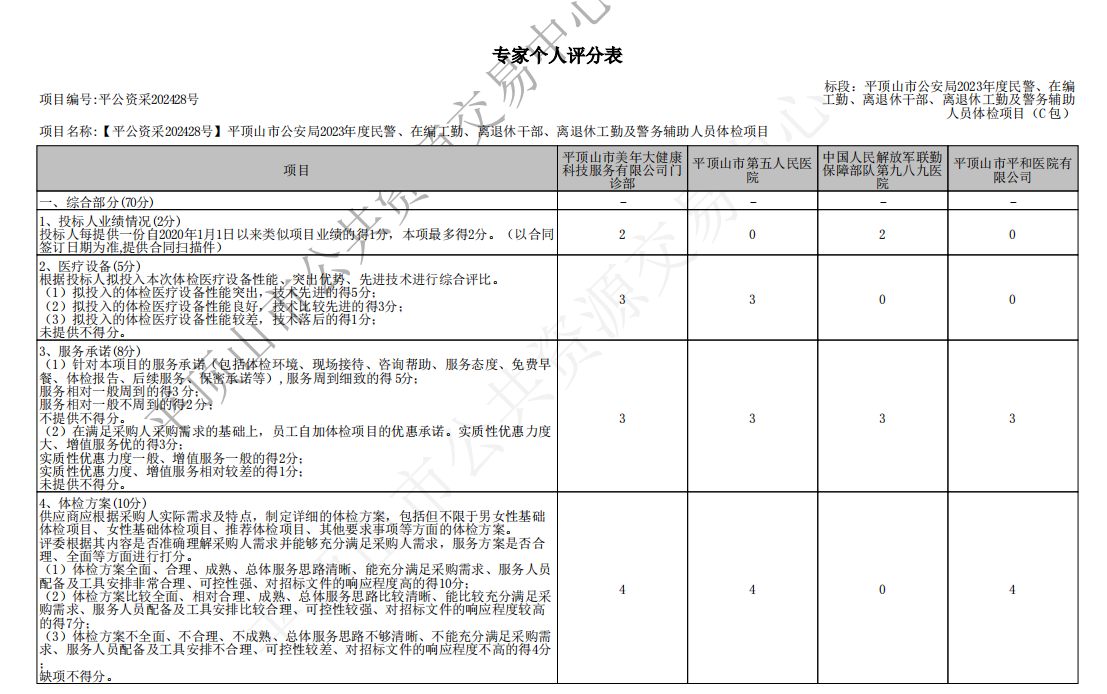 专家个人评分表
项目编号:平公资采202428号
标段：平顶山市公安局2023年度民警、在编
工勤、离退休干部、离退休工勤及警务辅助
人员体检项目（C包）
项目名称:【平公资采202428号】平顶山市公安局2023年度民警、在编工勤、离退休干部、离退休工勤及警务辅助人员体检项目
项目
平顶山市美年大健康
科技服务有限公司门
诊部
平顶山市第五人民医
院
中国人民解放军联勤
保障部队第九八九医
院
平顶山市平和医院有
限公司
一、综合部分(70分)
－ － － －
1、投标人业绩情况(2分)
投标人每提供一份自2020年1月1日以来类似项目业绩的得1分，本项最多得2分。（以合同
签订日期为准,提供合同扫描件）
2 0 2 0
2、医疗设备(5分)
根据投标人拟投入本次体检医疗设备性能、突出优势、先进技术进行综合评比。
（1）拟投入的体检医疗设备性能突出，技术先进的得5分；
（2）拟投入的体检医疗设备性能良好，技术比较先进的得3分；
（3）拟投入的体检医疗设备性能较差，技术落后的得1分；
未提供不得分。
3 3 0 0
3、服务承诺(8分)
（1）针对本项目的服务承诺（包括体检环境、现场接待、咨询帮助、服务态度、免费早
餐、体检报告、后续服务、保密承诺等）,服务周到细致的得 5分；
服务相对一般周到的得3 分；
服务相对一般不周到的得2 分；
不提供不得分。
（2）在满足采购人采购需求的基础上，员工自加体检项目的优惠承诺。实质性优惠力度
大、增值服务优的得3分；
实质性优惠力度一般、增值服务一般的得2分；
实质性优惠力度、增值服务相对较差的得1分；
未提供不得分。
3 3 3 3
4、体检方案(10分)
供应商应根据采购人实际需求及特点，制定详细的体检方案，包括但不限于男女性基础
体检项目、女性基础体检项目、推荐体检项目、其他要求事项等方面的体检方案。
评委根据其内容是否准确理解采购人需求并能够充分满足采购人需求，服务方案是否合
理、全面等方面进行打分。
（1）体检方案全面、合理、成熟、总体服务思路清晰、能充分满足采购需求、服务人员
配备及工具安排非常合理、可控性强、对招标文件的响应程度高的得10分；
（2）体检方案比较全面、相对合理、成熟、总体服务思路比较清晰、能比较充分满足采
购需求、服务人员配备及工具安排比较合理、可控性较强、对招标文件的响应程度较高
的得7分；
（3）体检方案不全面、不合理、不成熟、总体服务思路不够清晰、不能充分满足采购需
求、服务人员配备及工具安排不合理、可控性较差、对招标文件的响应程度不高的得4分
；
缺项不得分。
4 4 0 4
平顶山市公共资源交易中心
平顶山市公共资源交易中心